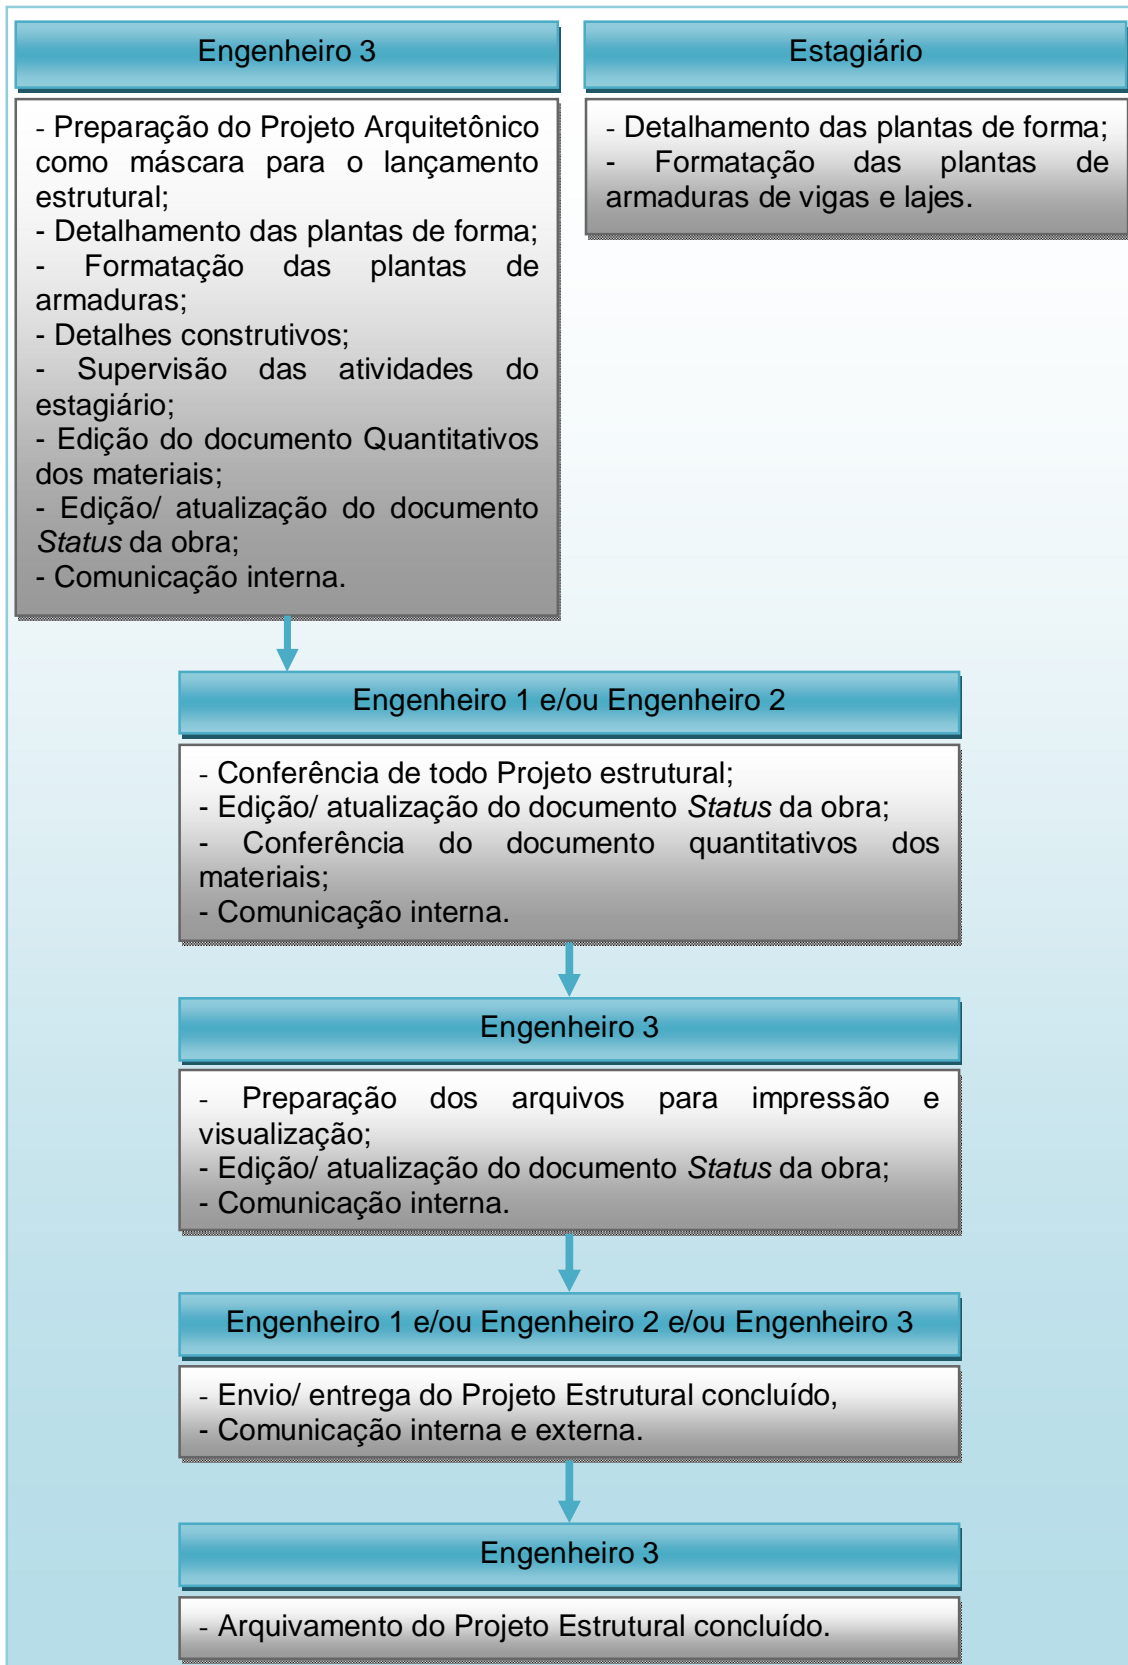 Engenheiro 3
- Preparação do Projeto Arquitetônico
como máscara para o lançamento
estrutural;
- Detalhamento das plantas de forma;
- Formatação das plantas de
armaduras;
- Detalhes construtivos;
- Supervisão das atividades do
estagiário;
- Edição do documento Quantitativos
dos materiais;
- Edição/ atualização do documento
Status da obra;
- Comunicação interna.
Estagiário
- Detalhamento das plantas de forma;
- Formatação das plantas de
armaduras de vigas e lajes.
Engenheiro 1 e/ou Engenheiro 2
- Conferência de todo Projeto estrutural;
- Edição/ atualização do documento Status da obra;
- Conferência do documento quantitativos dos
materiais;
- Comunicação interna.
Engenheiro 3
- Preparação dos arquivos para impressão e
visualização;
- Edição/ atualização do documento Status da obra;
- Comunicação interna.
Engenheiro 1 e/ou Engenheiro 2 e/ou Engenheiro 3
- Envio/ entrega do Projeto Estrutural concluído,
- Comunicação interna e externa.
Engenheiro 3
- Arquivamento do Projeto Estrutural concluído.